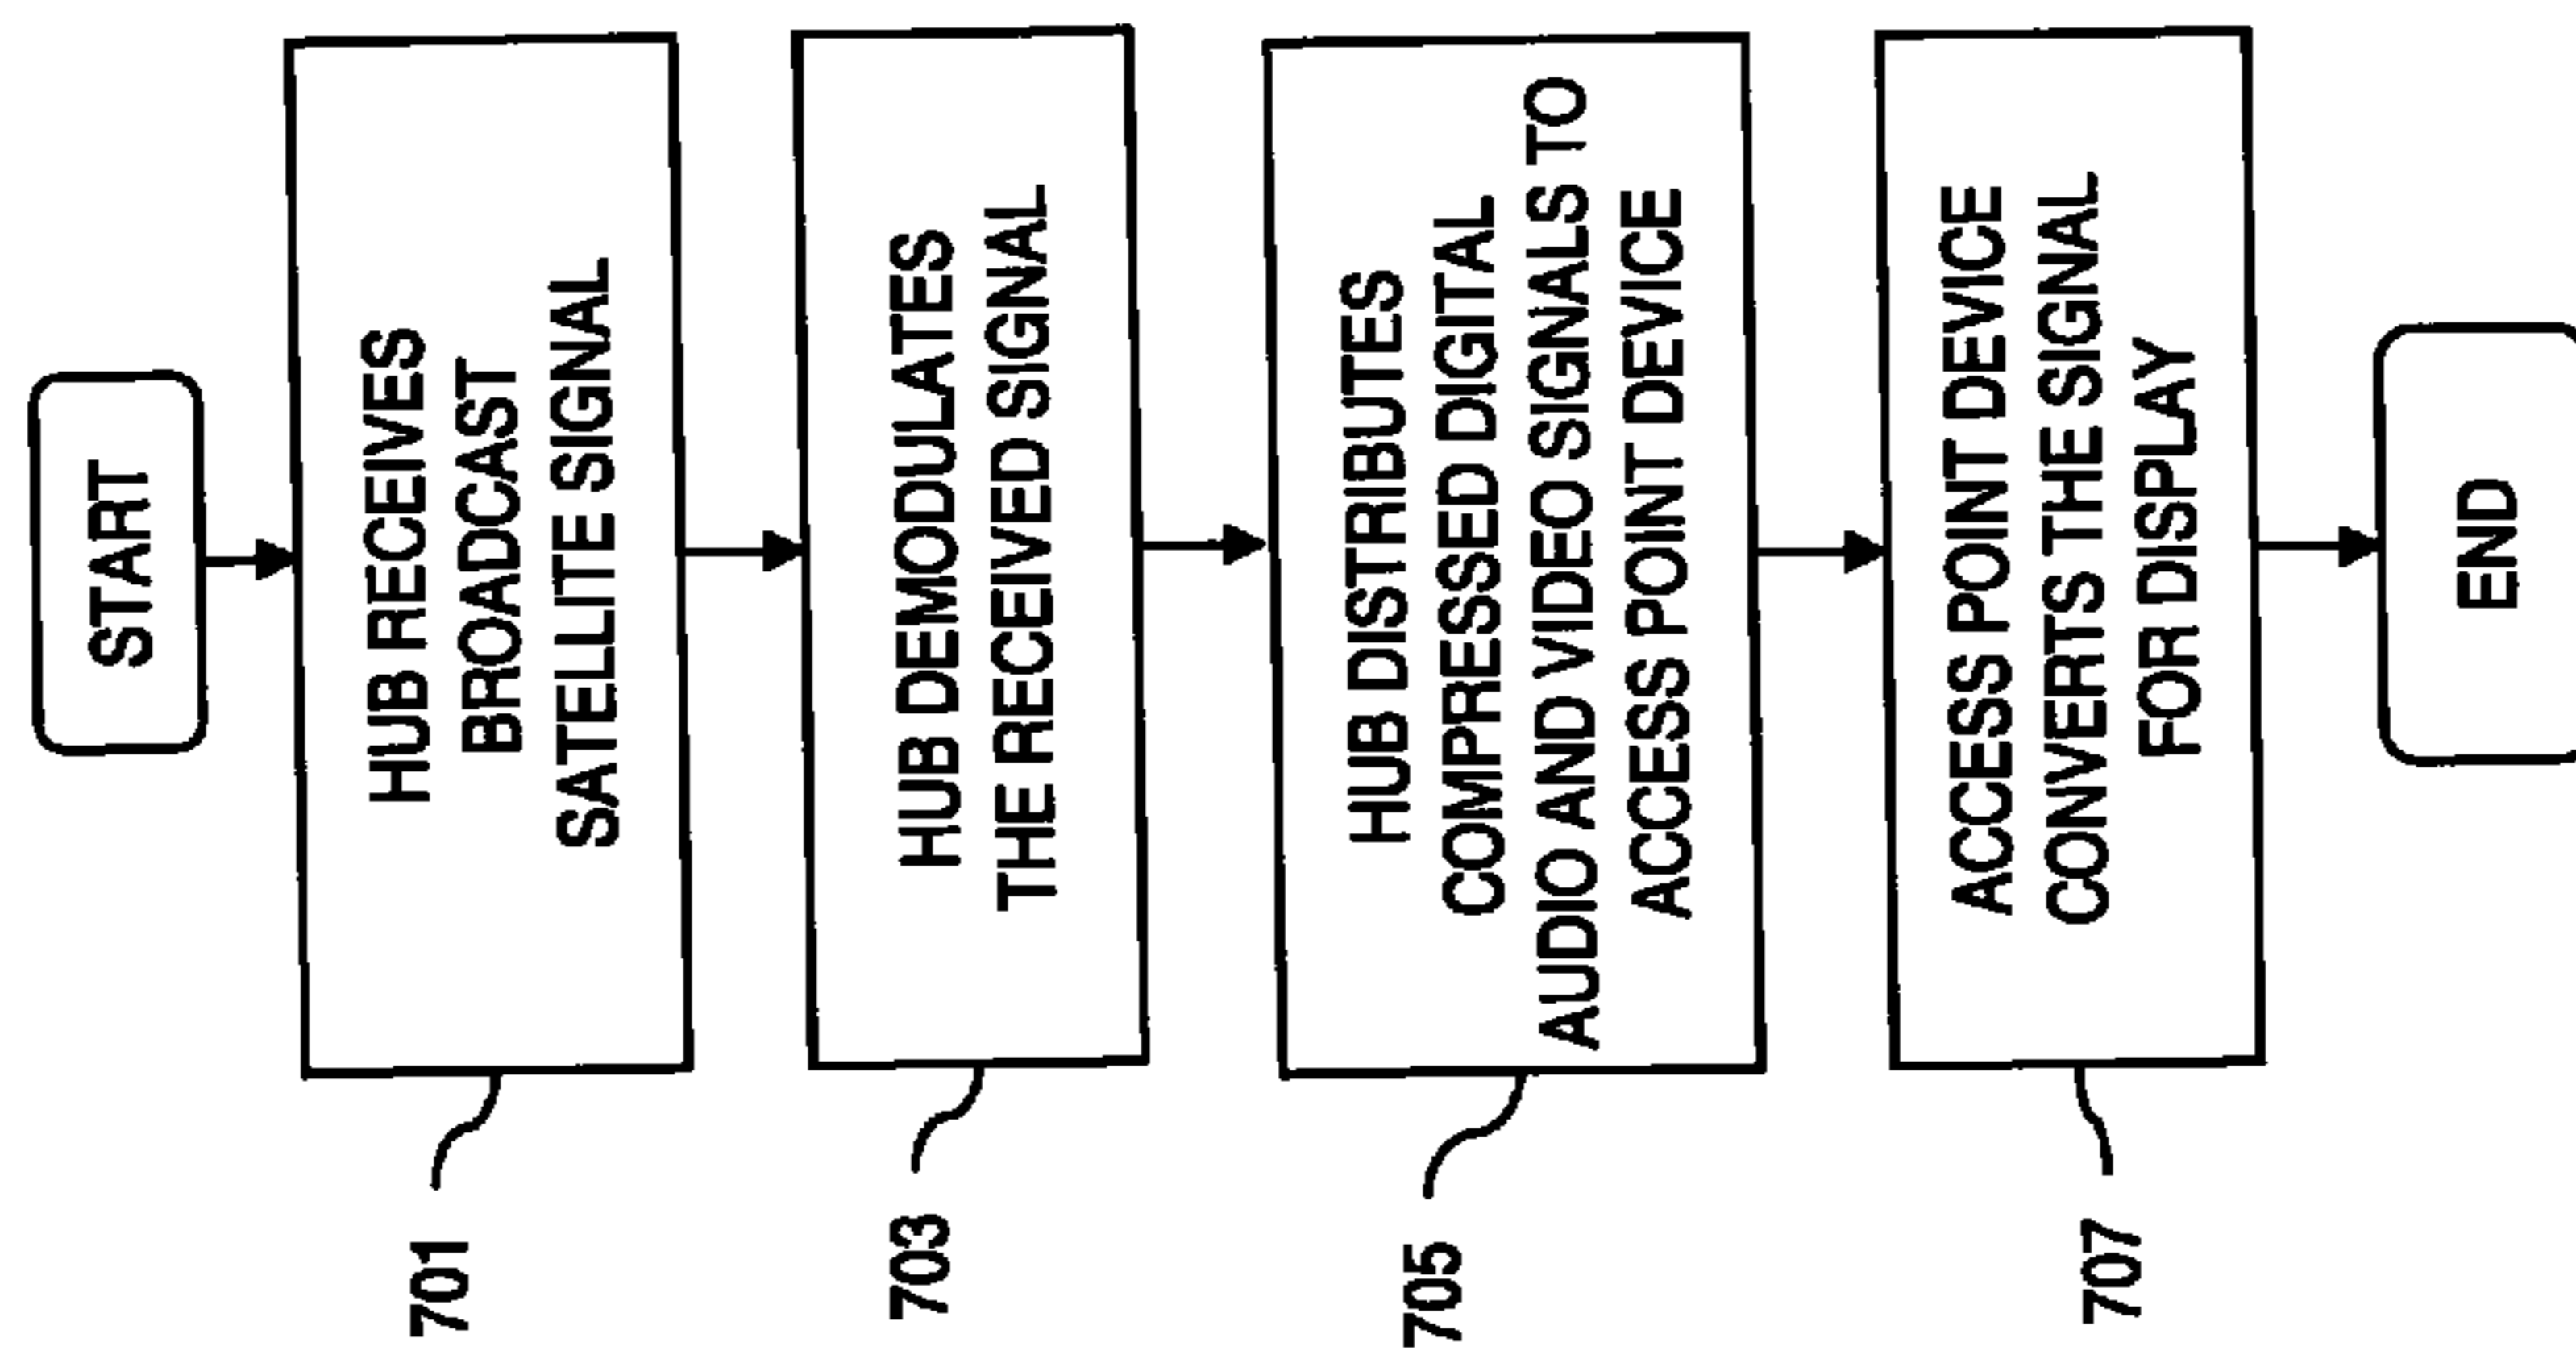 START
HUB RECEIVES
BROADCAST
SATELLITE SIGNAL
701
HUB DEMODULATES
THE RECEIVED SIGNAL
703
HUB DISTRIBUTES
COMPRESSED DIGITAL
AUDIO AND VIDEO SIGNALS TO
ACCESS POINT DEVICE
705
ACCESS POINT DEVICE
CONVERTS THE SIGNAL
FOR DISPLAY
707
END